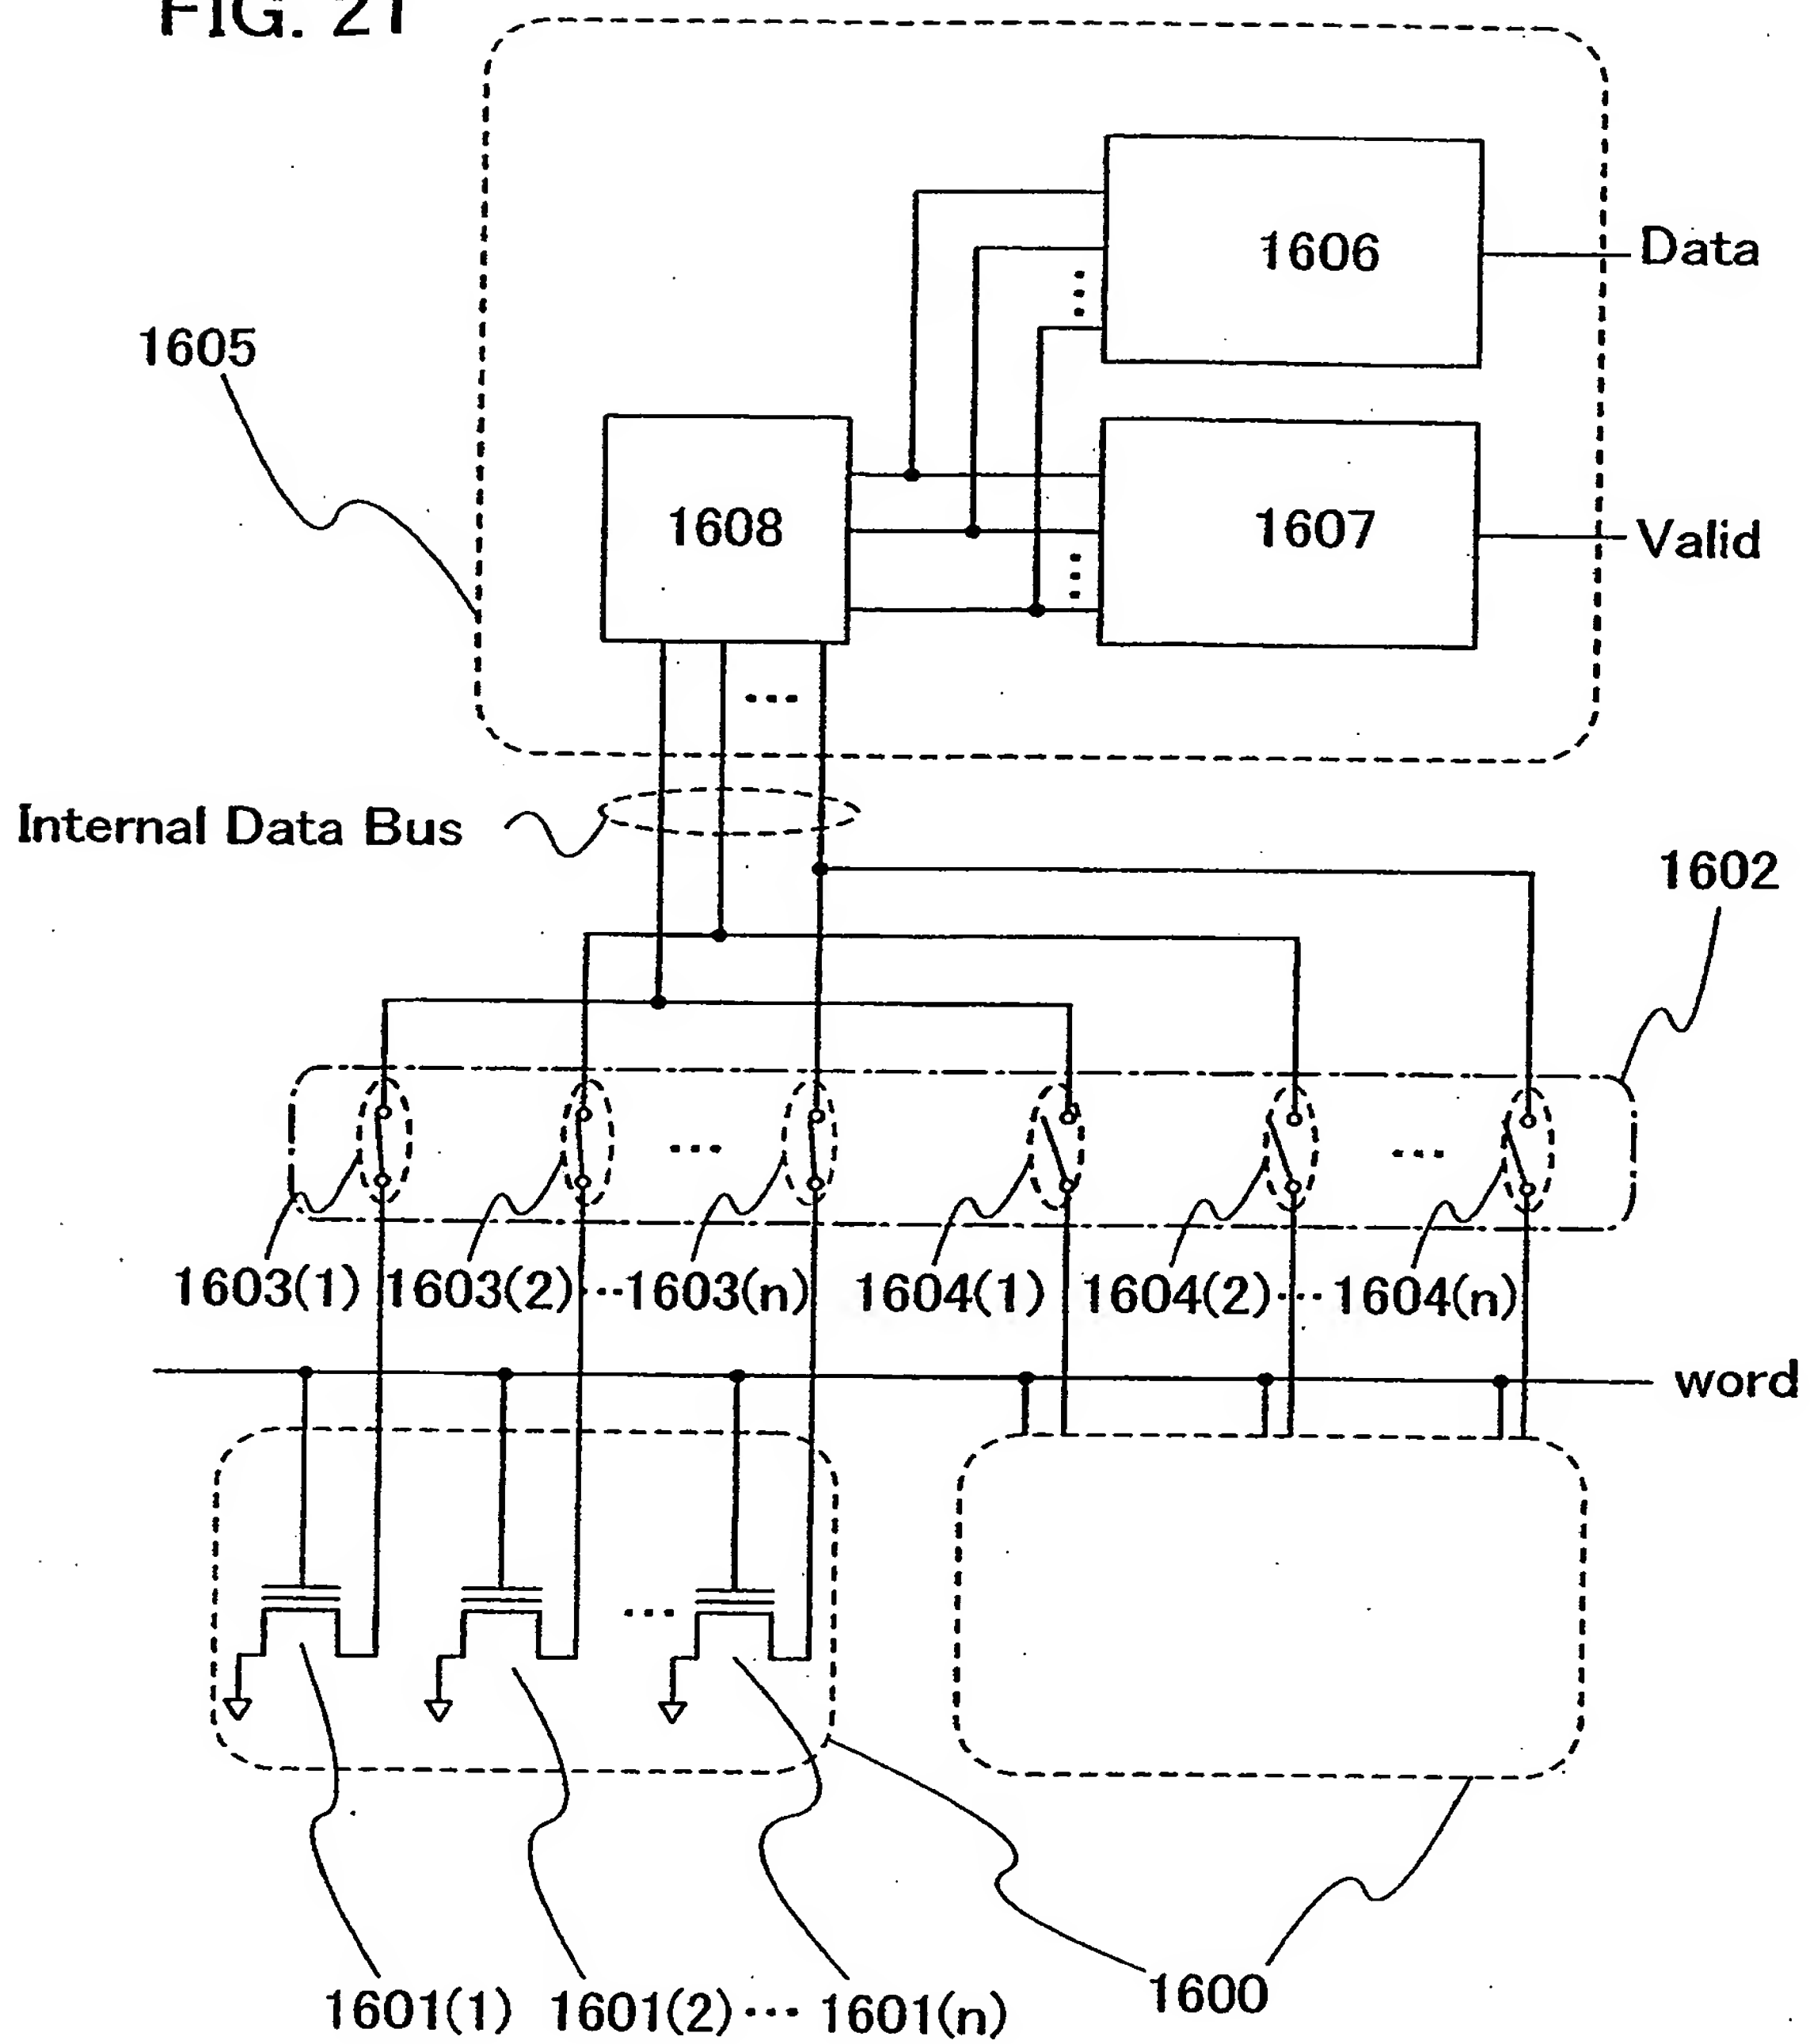 FIG. 21
1606
Data
1605
1608
1607
Valid
Internal Data Bus
1602
1603(1) 1603(2)···1603(n) 1604(1) 1604(2)···1604(n)
word
1601(1) 1601(2)··· 1601(n)
1600